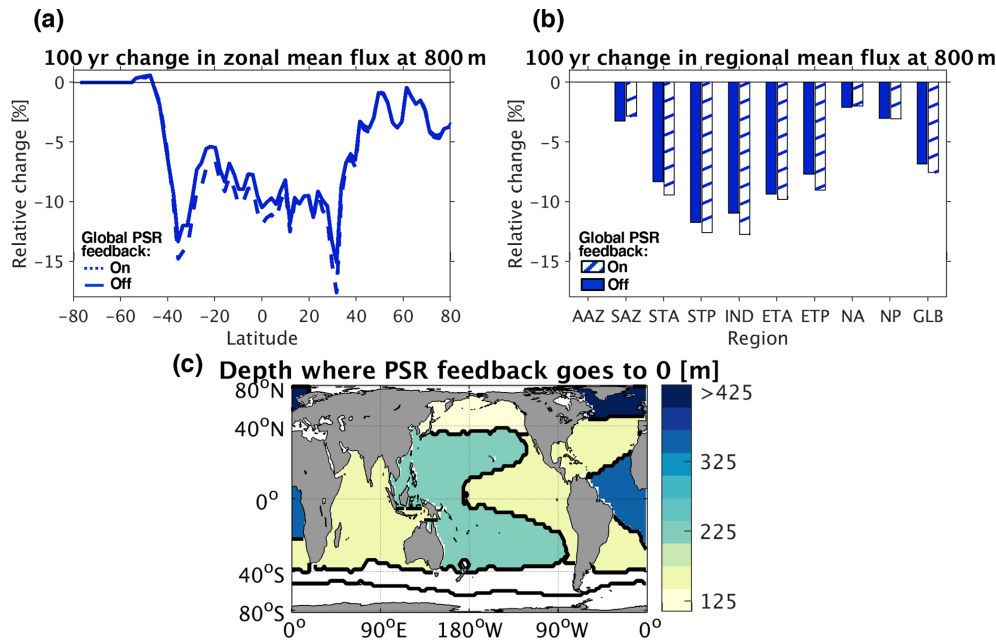 (a)
100 yr change in zonal mean flux at 800 m
Relative change [%]
0
−5
−10
−15
Global PSR
feedback:
On
Off
−80 −60 −40 −20 0 20 40 60 80
Latitude
(b)
100 yr change in regional mean flux at 800 m
Relative change [%]
0
−5
−10
−15
Global PSR
feedback:
On
Off
AAZ SAZ STA STP IND ETA ETP NA NP GLB
Region
(c)
Depth where PSR feedback goes to 0 [m]
80°N
40°N
0°
40°S
80°S
0° 90°E 180°W 90°W 0°
>425
325
225
125